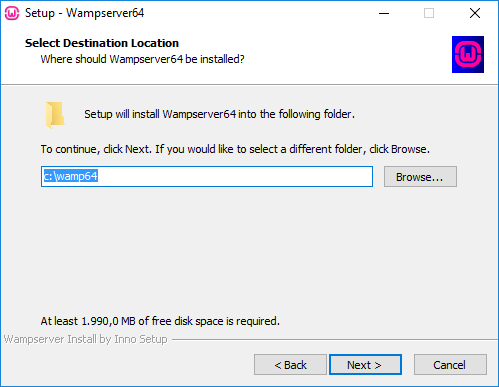 Setup - Wampserver64
Select Destination Location
Where should Wampserver64 be installed?
Setup will install Wampserver64 into the following folder.
To continue, click Next. If you would like to select a different folder, click Browse.
c:\wamp64
Browse...
At least 1.990,0 MB of free disk space is required.
Wampserver Install by Inno Setup
< Back
Next >
Cancel